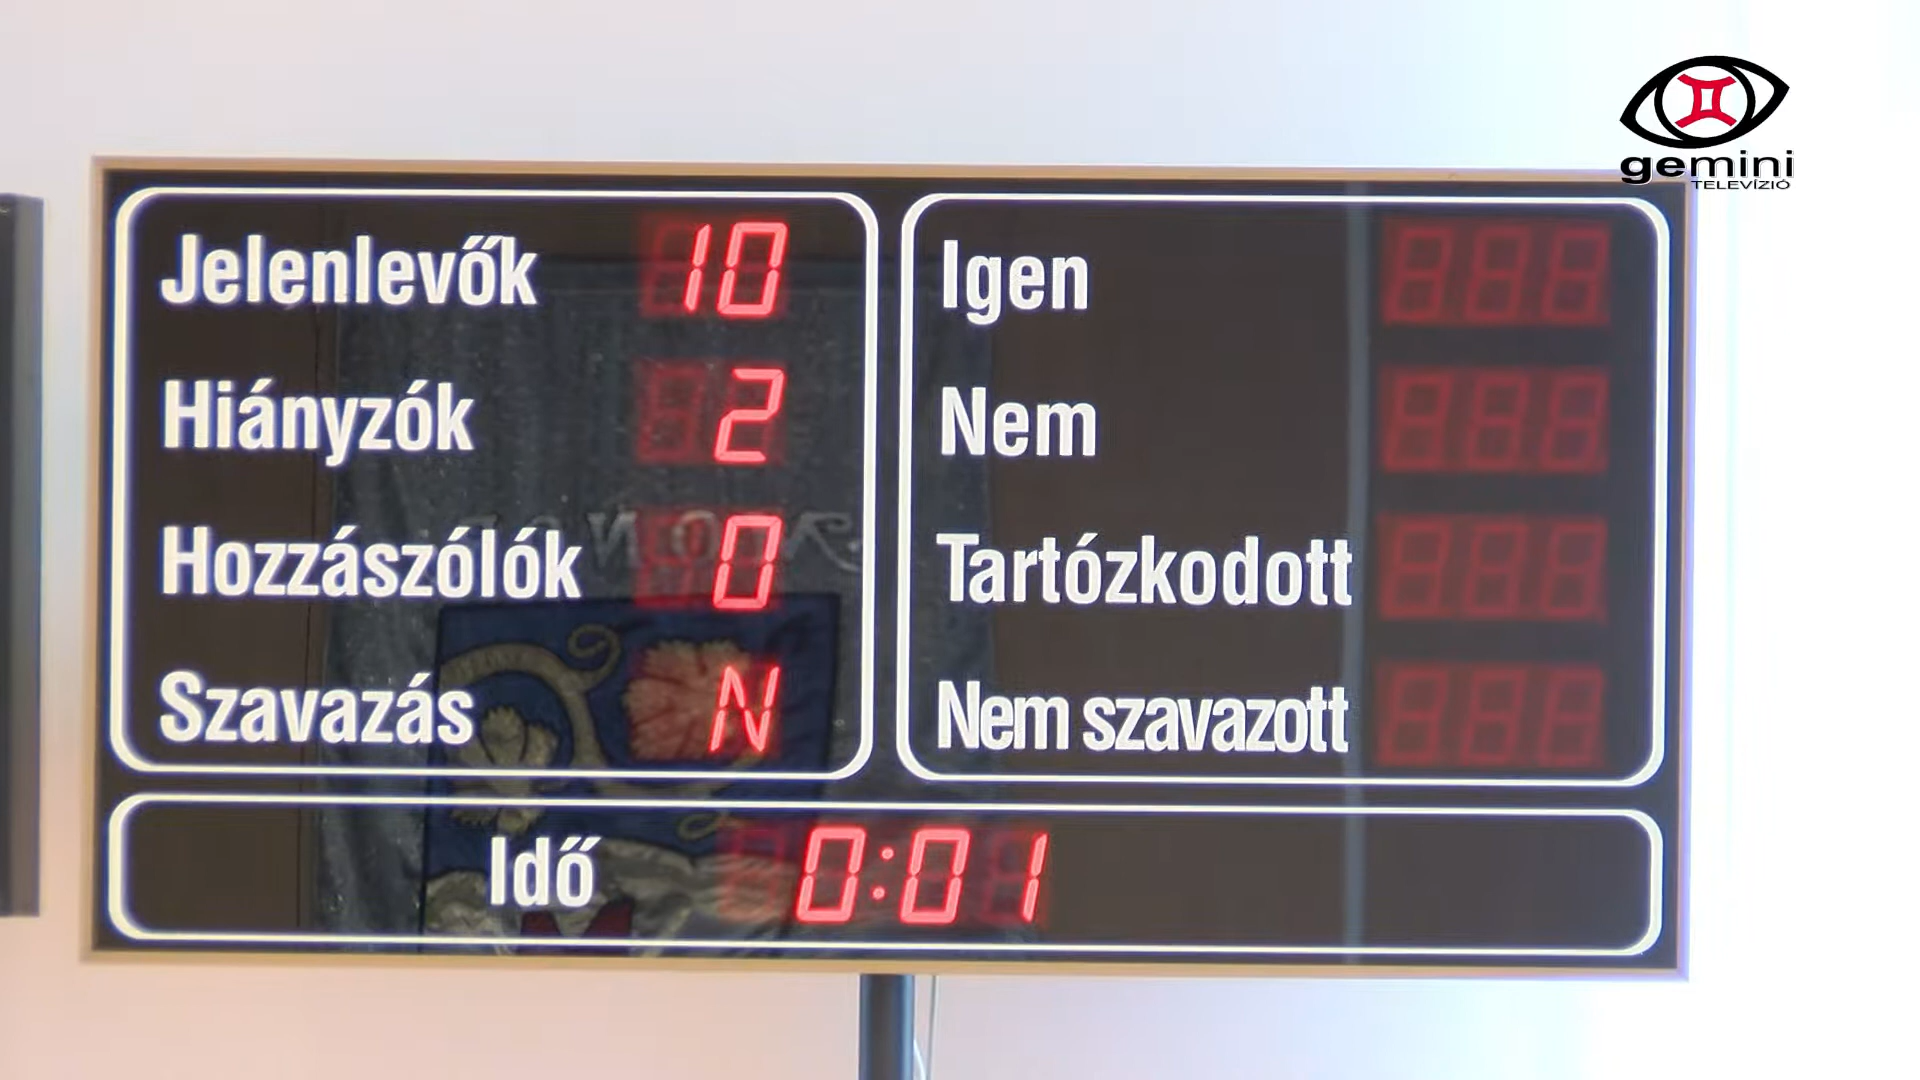 gemini
TELEVÍZIÓ
Jelenlevők 10
Hiányzók 2
Hozzászólók 0
Szavazás N
Igen
Nem
Tartózkodott
Nem szavazott
Idő 0:01